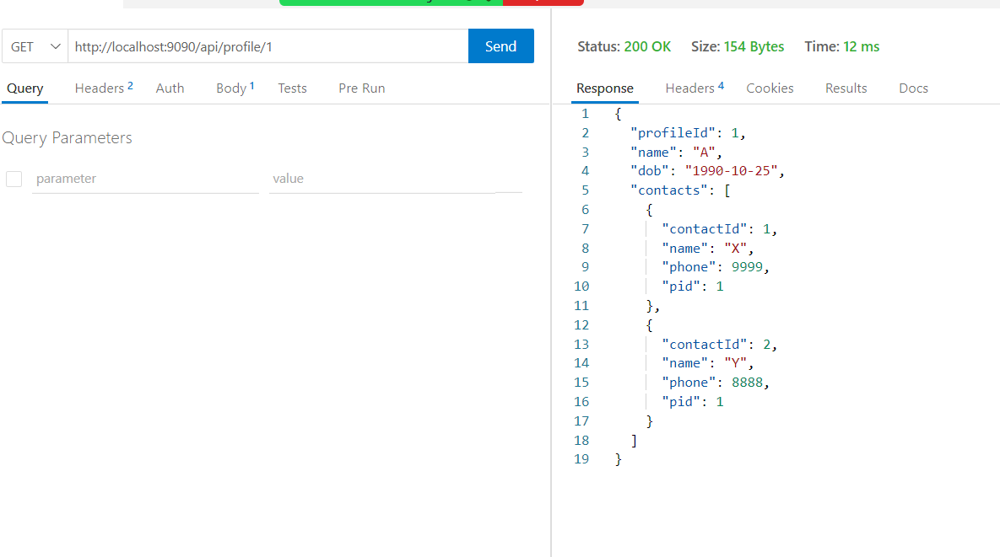 GET
http://localhost:9090/api/profile/1
Send
Query
Headers 2
Auth
Body 1
Tests
Pre Run
Query Parameters
parameter
value
Status: 200 OK Size: 154 Bytes Time: 12 ms
Response
Headers 4
Cookies
Results
Docs
1 {
2 "profileId": 1,
3 "name": "A",
4 "dob": "1990-10-25",
5 "contacts": [
6 {
7 "contactId": 1,
8 "name": "X",
9 "phone": 9999,
10 "pid": 1
11 },
12 {
13 "contactId": 2,
14 "name": "Y",
15 "phone": 8888,
16 "pid": 1
17 }
18 ]
19 }